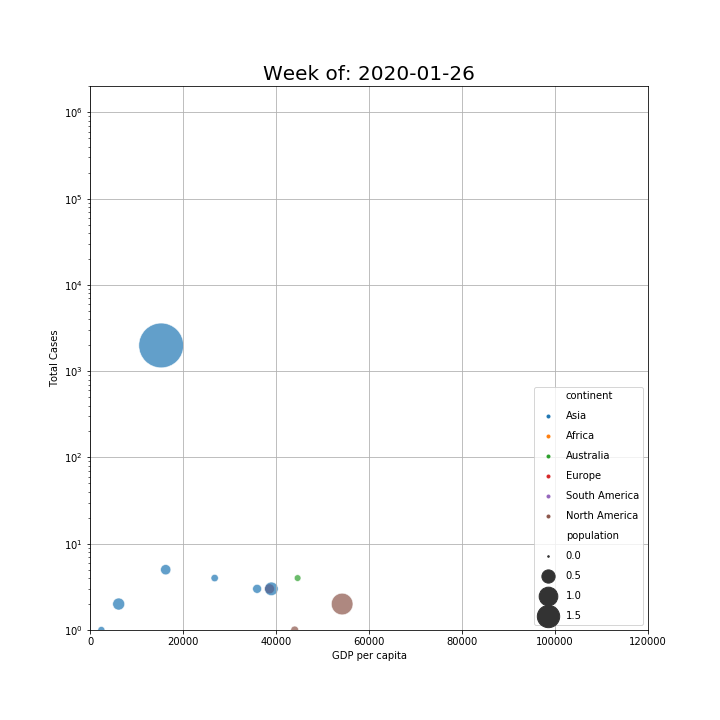 Week of: 2020-01-26
Total Cases
10^6
10^5
10^4
10^3
10^2
10^1
10^0
0 20000 40000 60000 80000 100000 120000
GDP per capita
continent
Asia
Africa
Australia
Europe
South America
North America
population
0.0
0.5
1.0
1.5